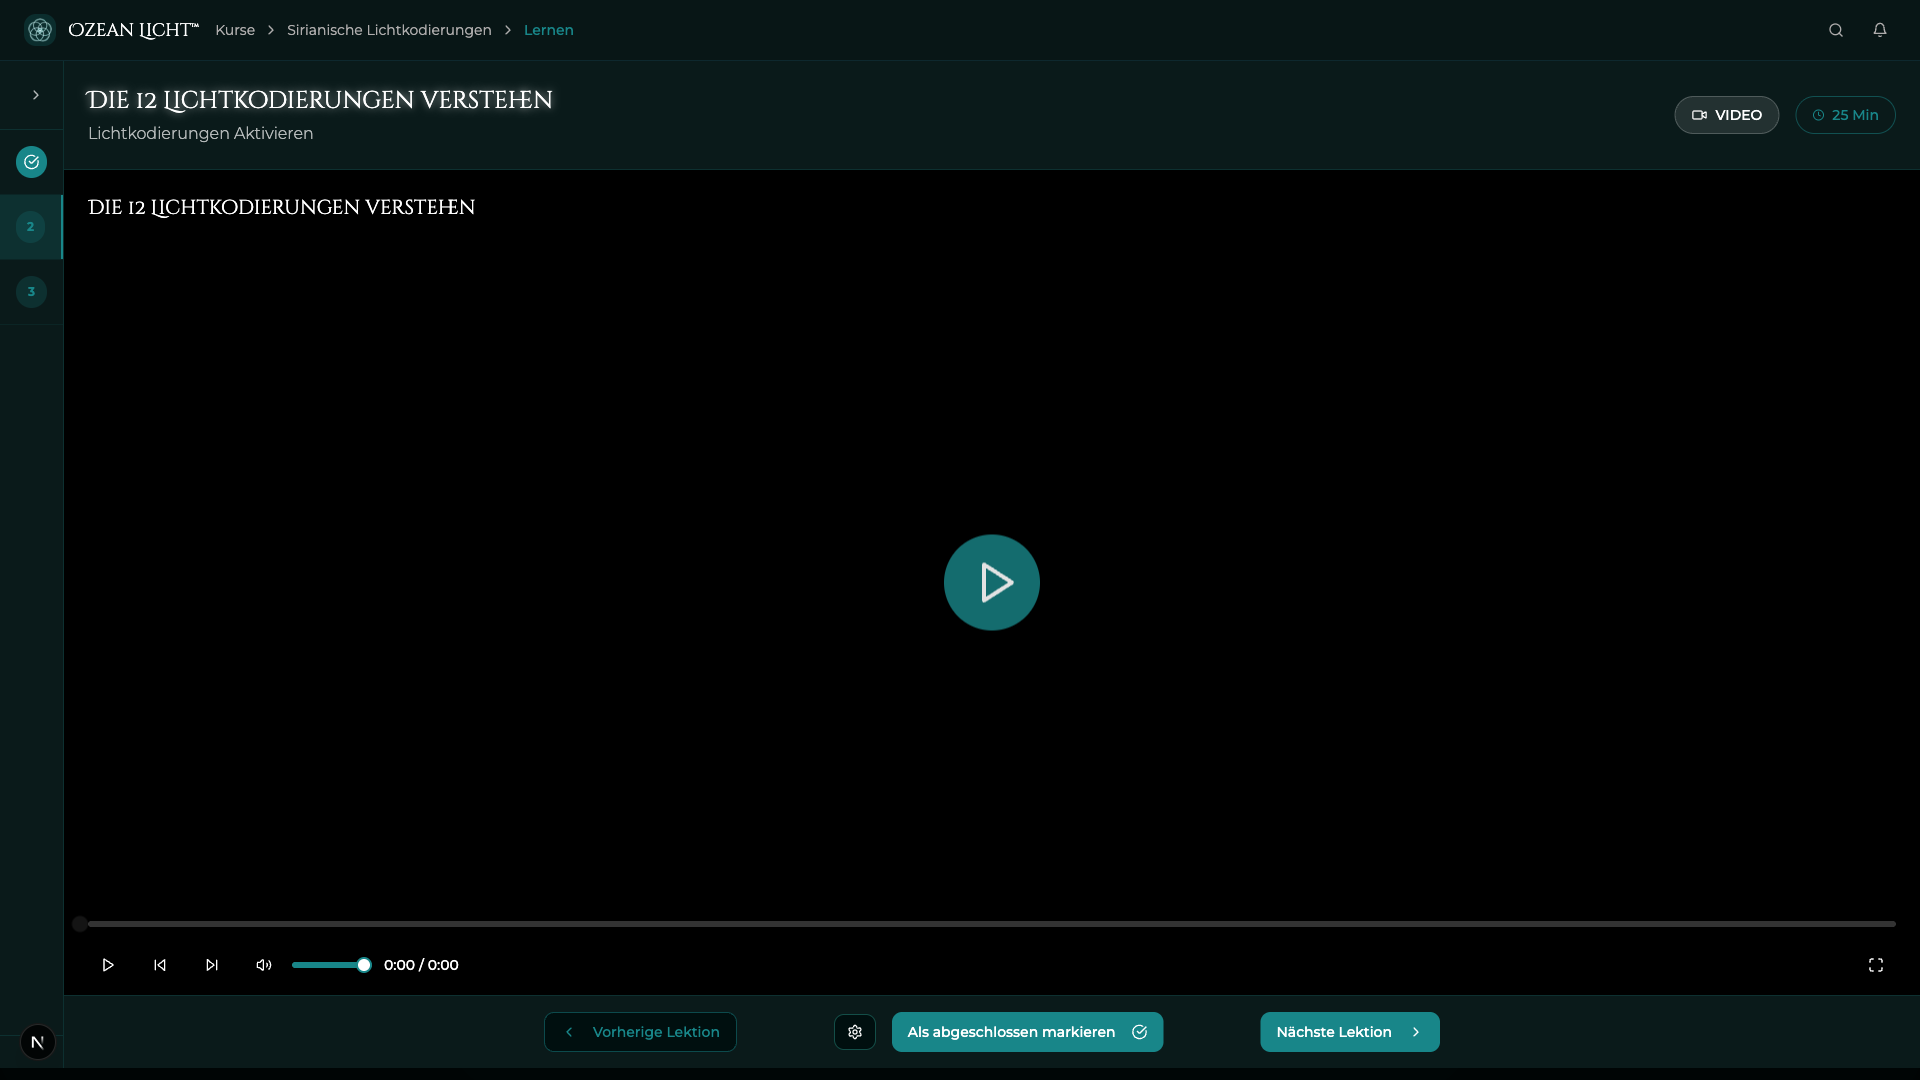 Ozean Licht™ Kurse > Sirianische Lichtkodierungen > Lernen
Die 12 Lichtkodierungen verstehen
Lichtkodierungen Aktivieren
VIDEO
25 Min
Die 12 Lichtkodierungen verstehen
2
3
0:00 / 0:00
N
Vorherige Lektion
Als abgeschlossen markieren
Nächste Lektion